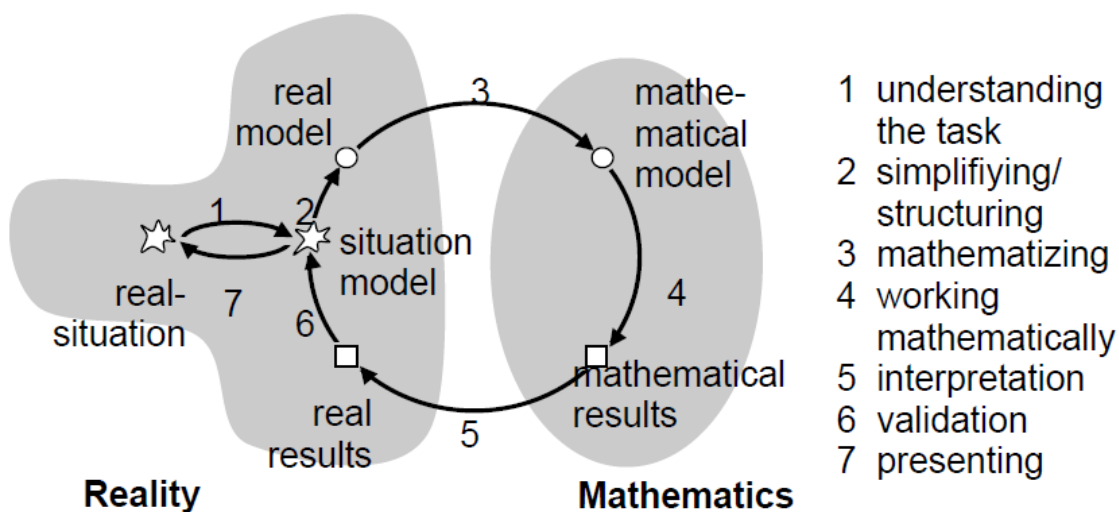 real
model
3
mathe-
matical
model
1
2
situation
model
real-
situation
7
6
4
real
results
5
mathematical
results
Reality
Mathematics
1 understanding
the task
2 simplifiying/
structuring
3 mathematizing
4 working
mathematically
5 interpretation
6 validation
7 presenting